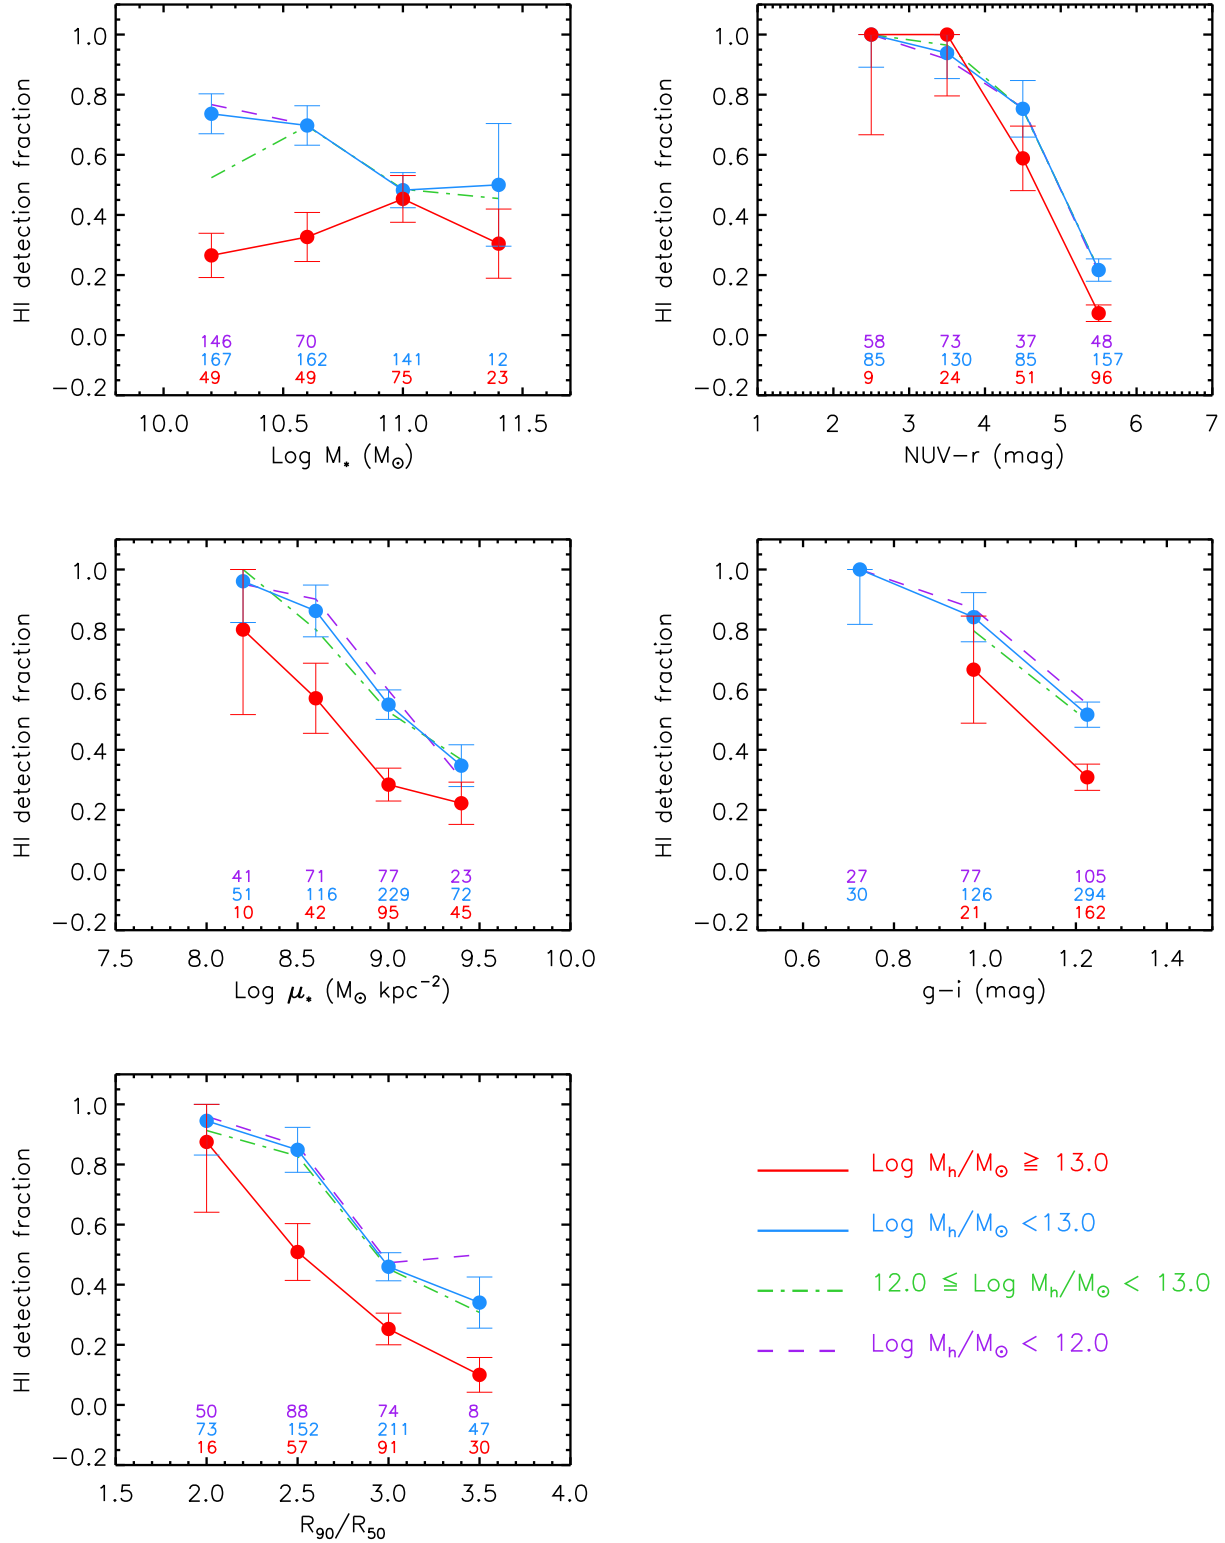 HI detection fraction
1.0
0.8
0.6
0.4
0.2
0.0
−0.2
146 70
167 162 141 12
49 49 75 23
10.0 10.5 11.0 11.5
Log M* (M☉)
HI detection fraction
1.0
0.8
0.6
0.4
0.2
0.0
−0.2
58 73 37 48
85 130 85 157
9 24 51 96
1 2 3 4 5 6 7
NUV−r (mag)
HI detection fraction
1.0
0.8
0.6
0.4
0.2
0.0
−0.2
41 71 77 23
51 116 229 72
10 42 95 45
7.5 8.0 8.5 9.0 9.5 10.0
Log μ* (M☉ kpc⁻²)
HI detection fraction
1.0
0.8
0.6
0.4
0.2
0.0
−0.2
27 77 105
30 126 294
21 162
0.6 0.8 1.0 1.2 1.4
g−i (mag)
HI detection fraction
1.0
0.8
0.6
0.4
0.2
0.0
−0.2
50 88 74 8
73 152 211 47
16 57 91 30
1.5 2.0 2.5 3.0 3.5 4.0
R₉₀/R₅₀
Log Mₕ/M☉ ≧ 13.0
Log Mₕ/M☉ <13.0
12.0 ≦ Log Mₕ/M☉ < 13.0
Log Mₕ/M☉ < 12.0